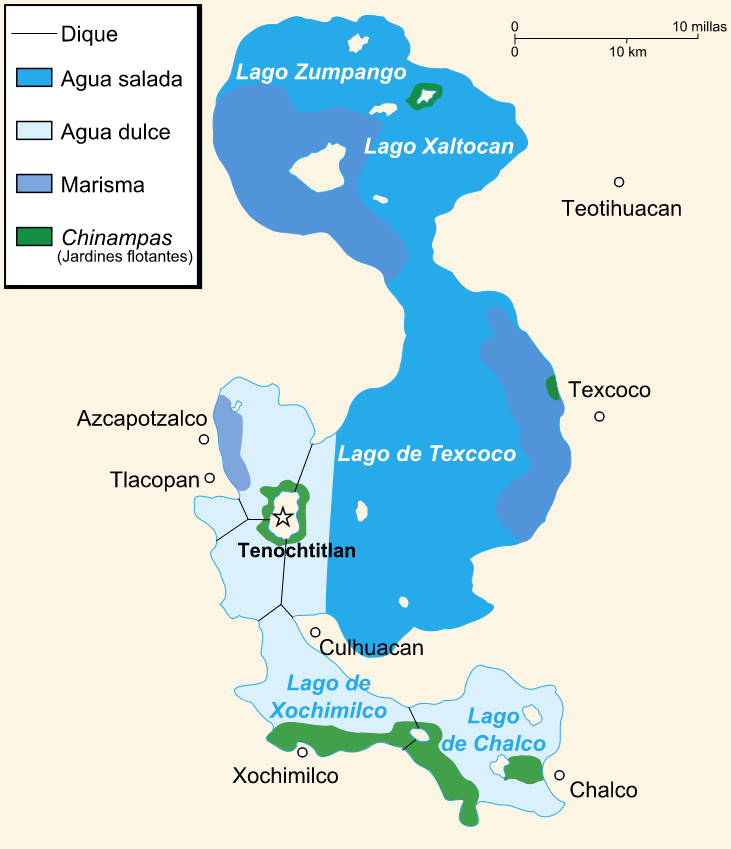 Dique
Agua salada
Agua dulce
Marisma
Chinampas
(Jardines flotantes)
0 10 millas
0 10 km
Lago Zumpango
Lago Xaltocan
Teotihuacan
Texcoco
Azcapotzalco
Lago de Texcoco
Tlacopan
Tenochtitlan
Culhuacan
Lago de
Xochimilco
Lago
de Chalco
Xochimilco
Chalco